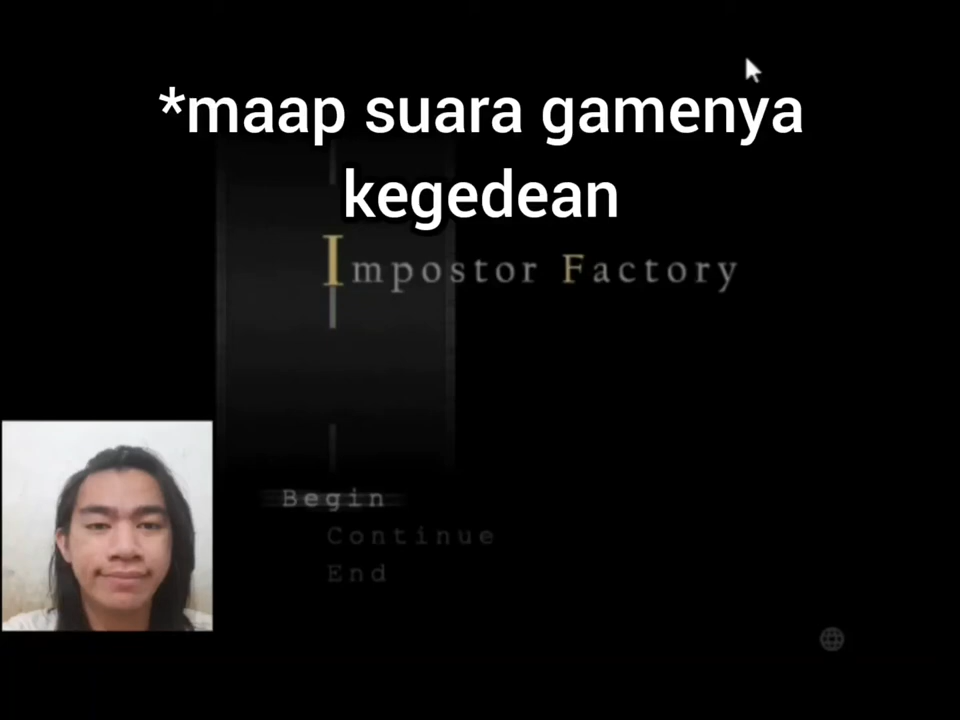 *maap suara gamenya
kegedean
Impostor Factory
Begin
Continue
End